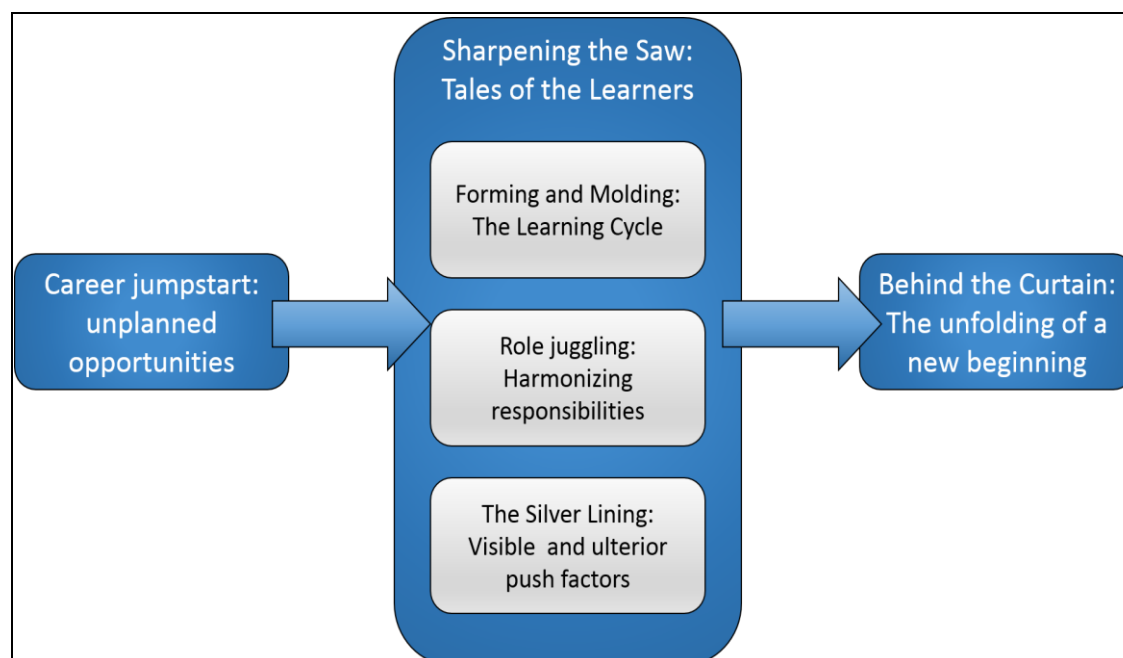 Career jumpstart:
unplanned
opportunities
Sharpening the Saw:
Tales of the Learners
Forming and Molding:
The Learning Cycle
Role juggling:
Harmonizing
responsibilities
The Silver Lining:
Visible and ulterior
push factors
Behind the Curtain:
The unfolding of a
new beginning